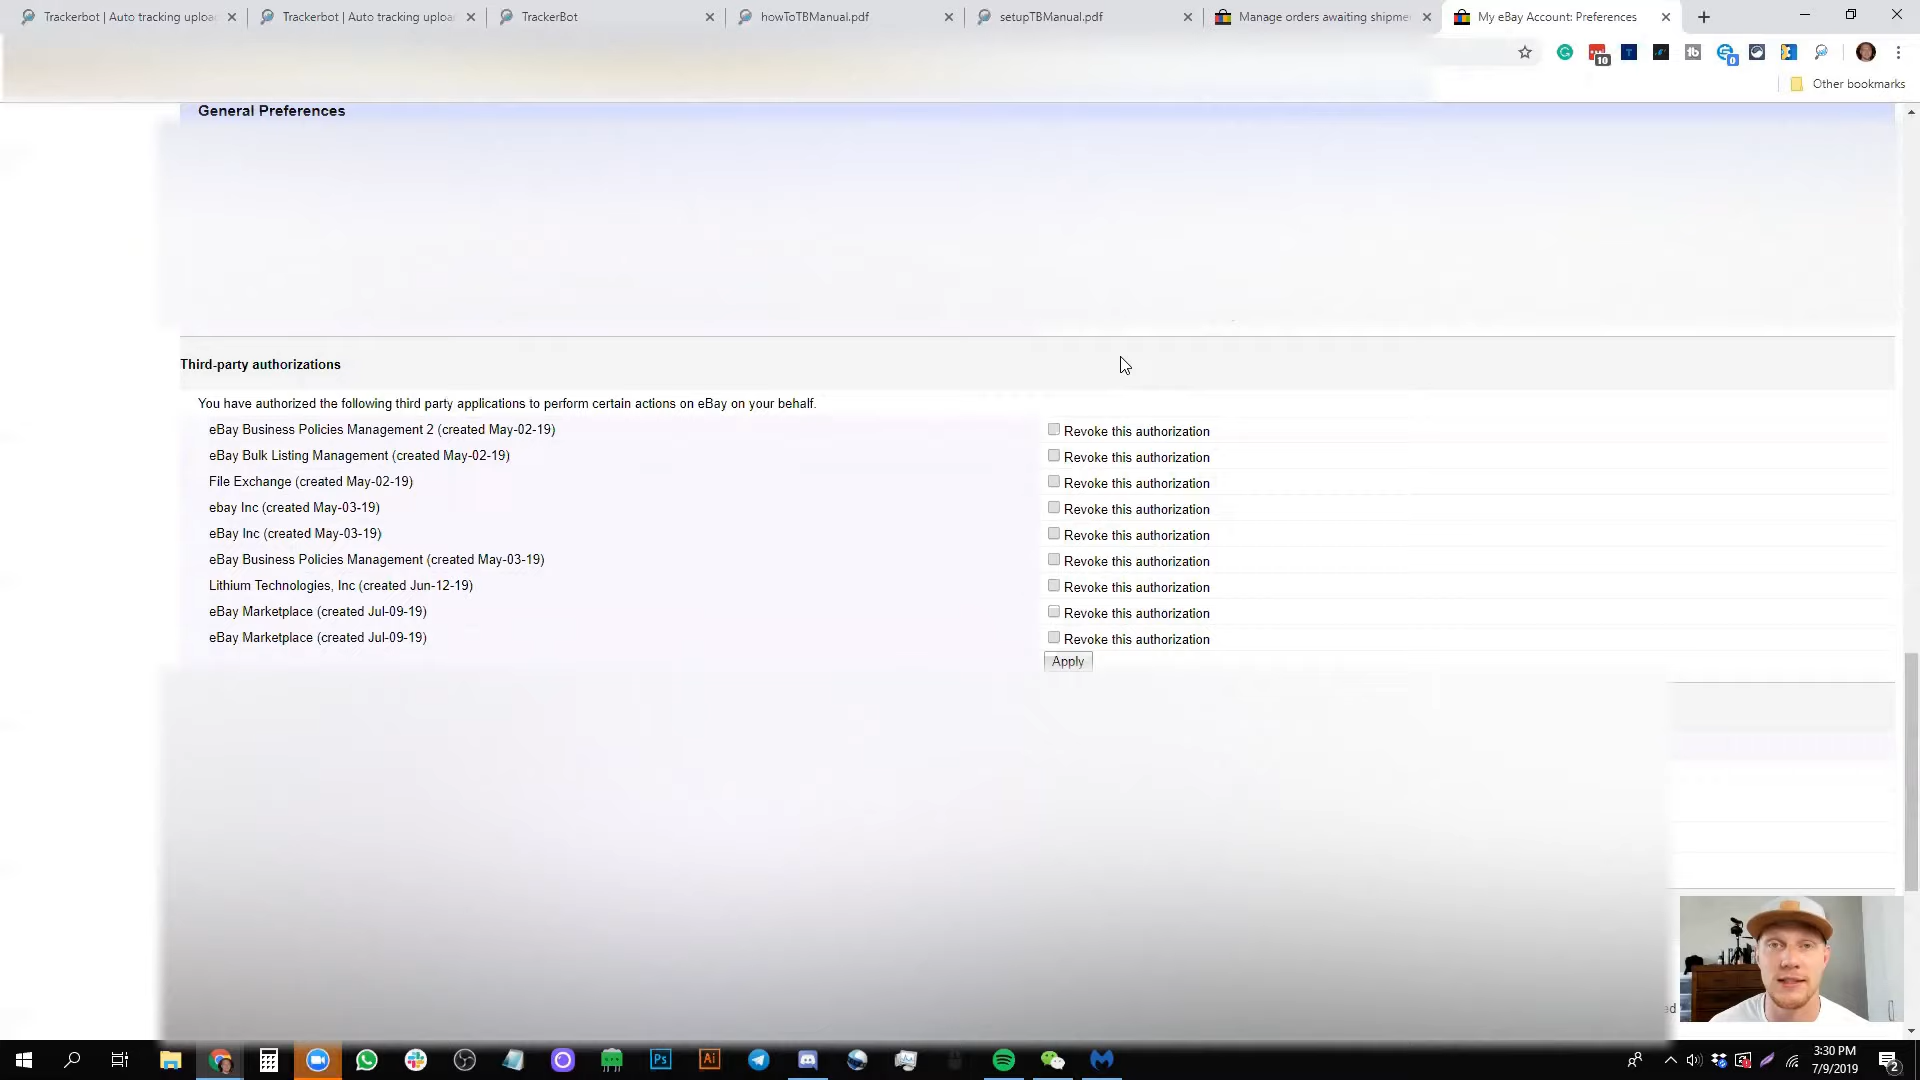 Trackerbot | Auto tracking uploa
Trackerbot | Auto tracking uploa
TrackerBot
howToTBManual.pdf
setupTBManual.pdf
Manage orders awaiting shipme
My eBay Account: Preferences
10
0
Other bookmarks
General Preferences
Third-party authorizations
You have authorized the following third party applications to perform certain actions on eBay on your behalf.
eBay Business Policies Management 2 (created May-02-19)
Revoke this authorization
eBay Bulk Listing Management (created May-02-19)
Revoke this authorization
File Exchange (created May-02-19)
Revoke this authorization
ebay Inc (created May-03-19)
Revoke this authorization
eBay Inc (created May-03-19)
Revoke this authorization
eBay Business Policies Management (created May-03-19)
Revoke this authorization
Lithium Technologies, Inc (created Jun-12-19)
Revoke this authorization
eBay Marketplace (created Jul-09-19)
Revoke this authorization
eBay Marketplace (created Jul-09-19)
Revoke this authorization
Apply
Ps
Ai
3:30 PM
7/9/2019
2